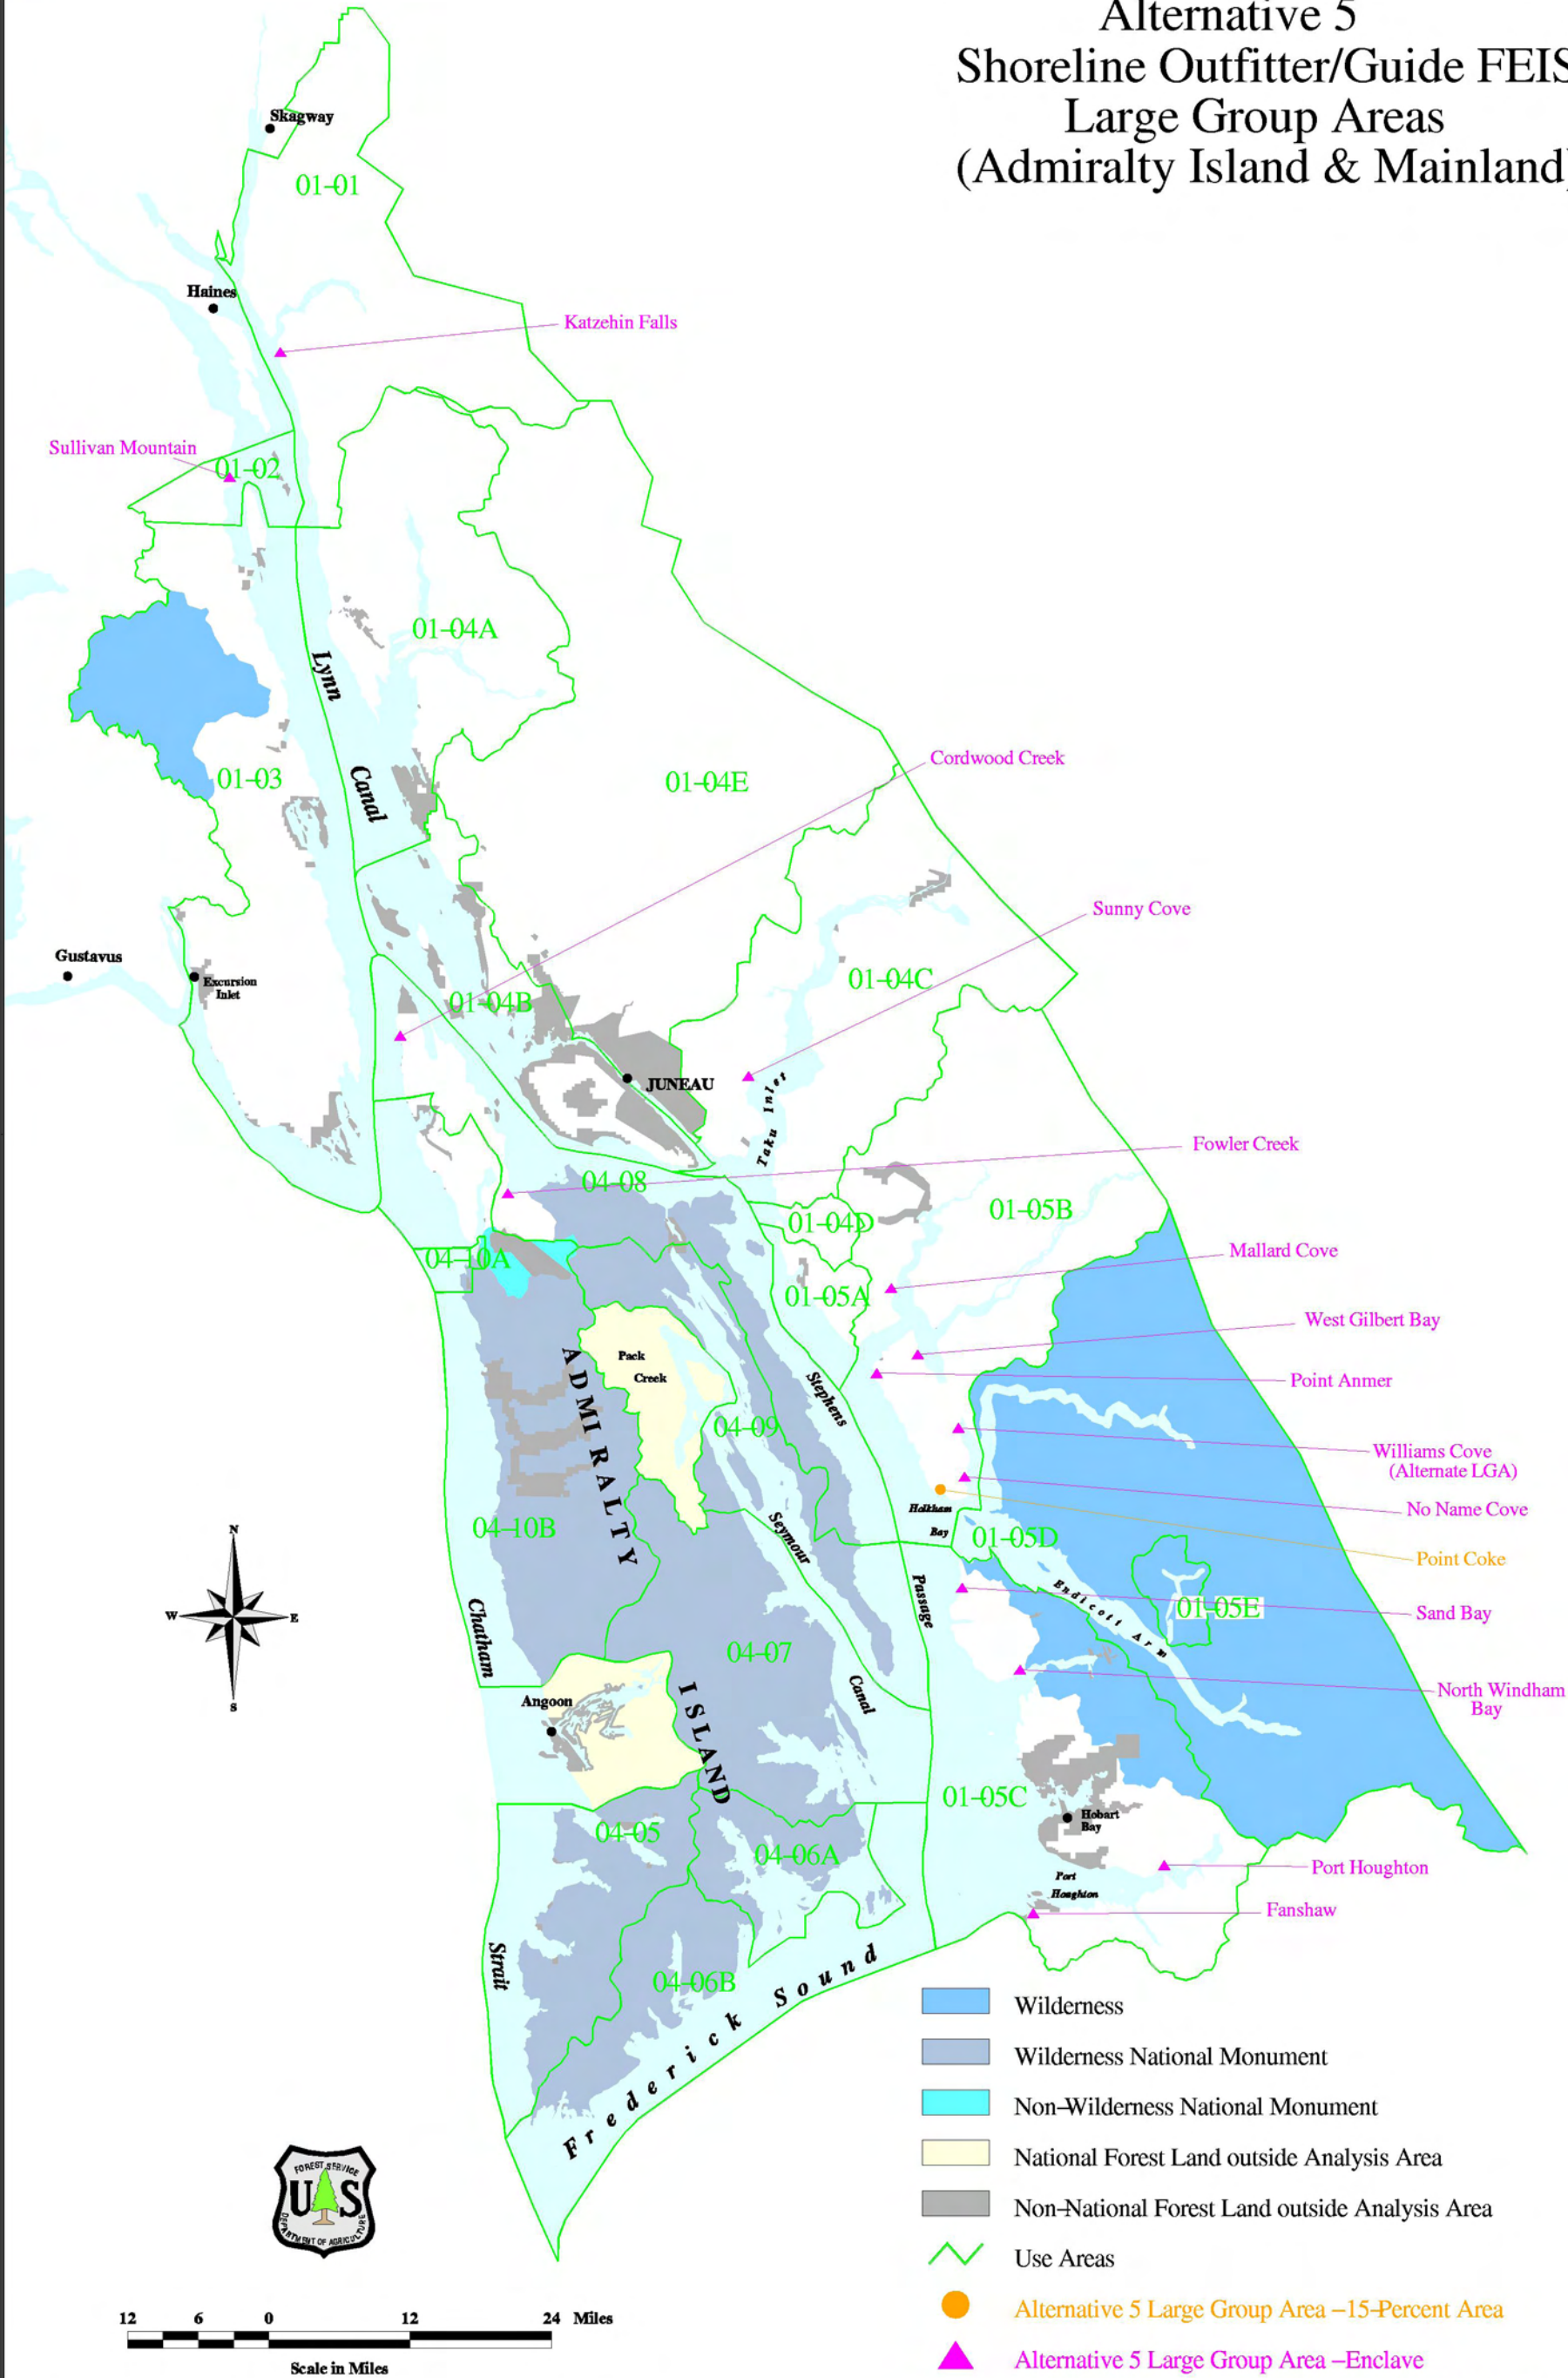 Alternative 5
Shoreline Outfitter/Guide FEIS
Large Group Areas
(Admiralty Island & Mainland)
Skagway
01-01
Haines
Katzehin Falls
Sullivan Mountain
01-02
01-04A
Lynn
Canal
01-03
01-04E
Cordwood Creek
Sunny Cove
Gustavus
Excursion
Inlet
01-04B
01-04C
JUNEAU
Taku Inlet
Fowler Creek
04-08
01-04D
01-05B
Mallard Cove
04-10A
01-05A
West Gilbert Bay
Pack
Creek
Point Anmer
Stephens
04-09
Williams Cove
(Alternate LGA)
ADMIRALTY
No Name Cove
Holkham
Bay
04-10B
Seymour
01-05D
Point Coke
N
W
E
S
Endicott Arm
Passage
01-05E
Sand Bay
Chatham
04-07
North Windham
Bay
Angoon
ISLAND
Canal
01-05C
Hobart
Bay
04-05
04-06A
Port Houghton
Port
Houghton
Fanshaw
Strait
04-06B
Frederick Sound
Wilderness
Wilderness National Monument
Non-Wilderness National Monument
National Forest Land outside Analysis Area
Non-National Forest Land outside Analysis Area
Use Areas
Alternative 5 Large Group Area -15-Percent Area
Alternative 5 Large Group Area -Enclave
FOREST SERVICE
U S
DEPARTMENT OF AGRICULTURE
12 6 0 12 24 Miles
Scale in Miles